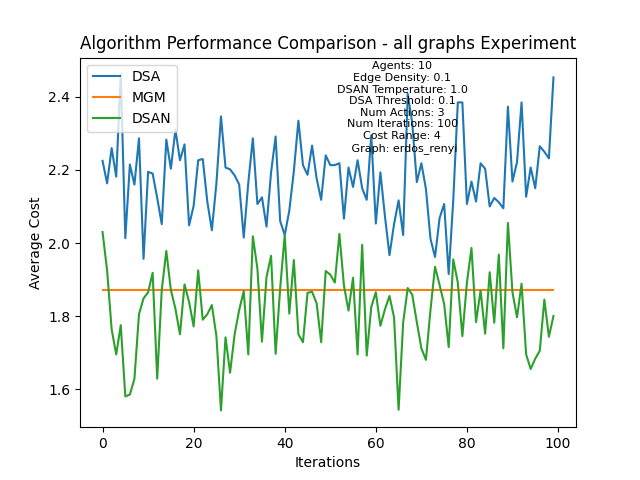 Algorithm Performance Comparison - all graphs Experiment
DSA
MGM
DSAN
Agents: 10
Edge Density: 0.1
DSAN Temperature: 1.0
DSA Threshold: 0.1
Num Actions: 3
Num Iterations: 100
Cost Range: 4
Graph: erdos_renyi
2.4
2.2
2.0
1.8
1.6
Average Cost
0 20 40 60 80 100
Iterations